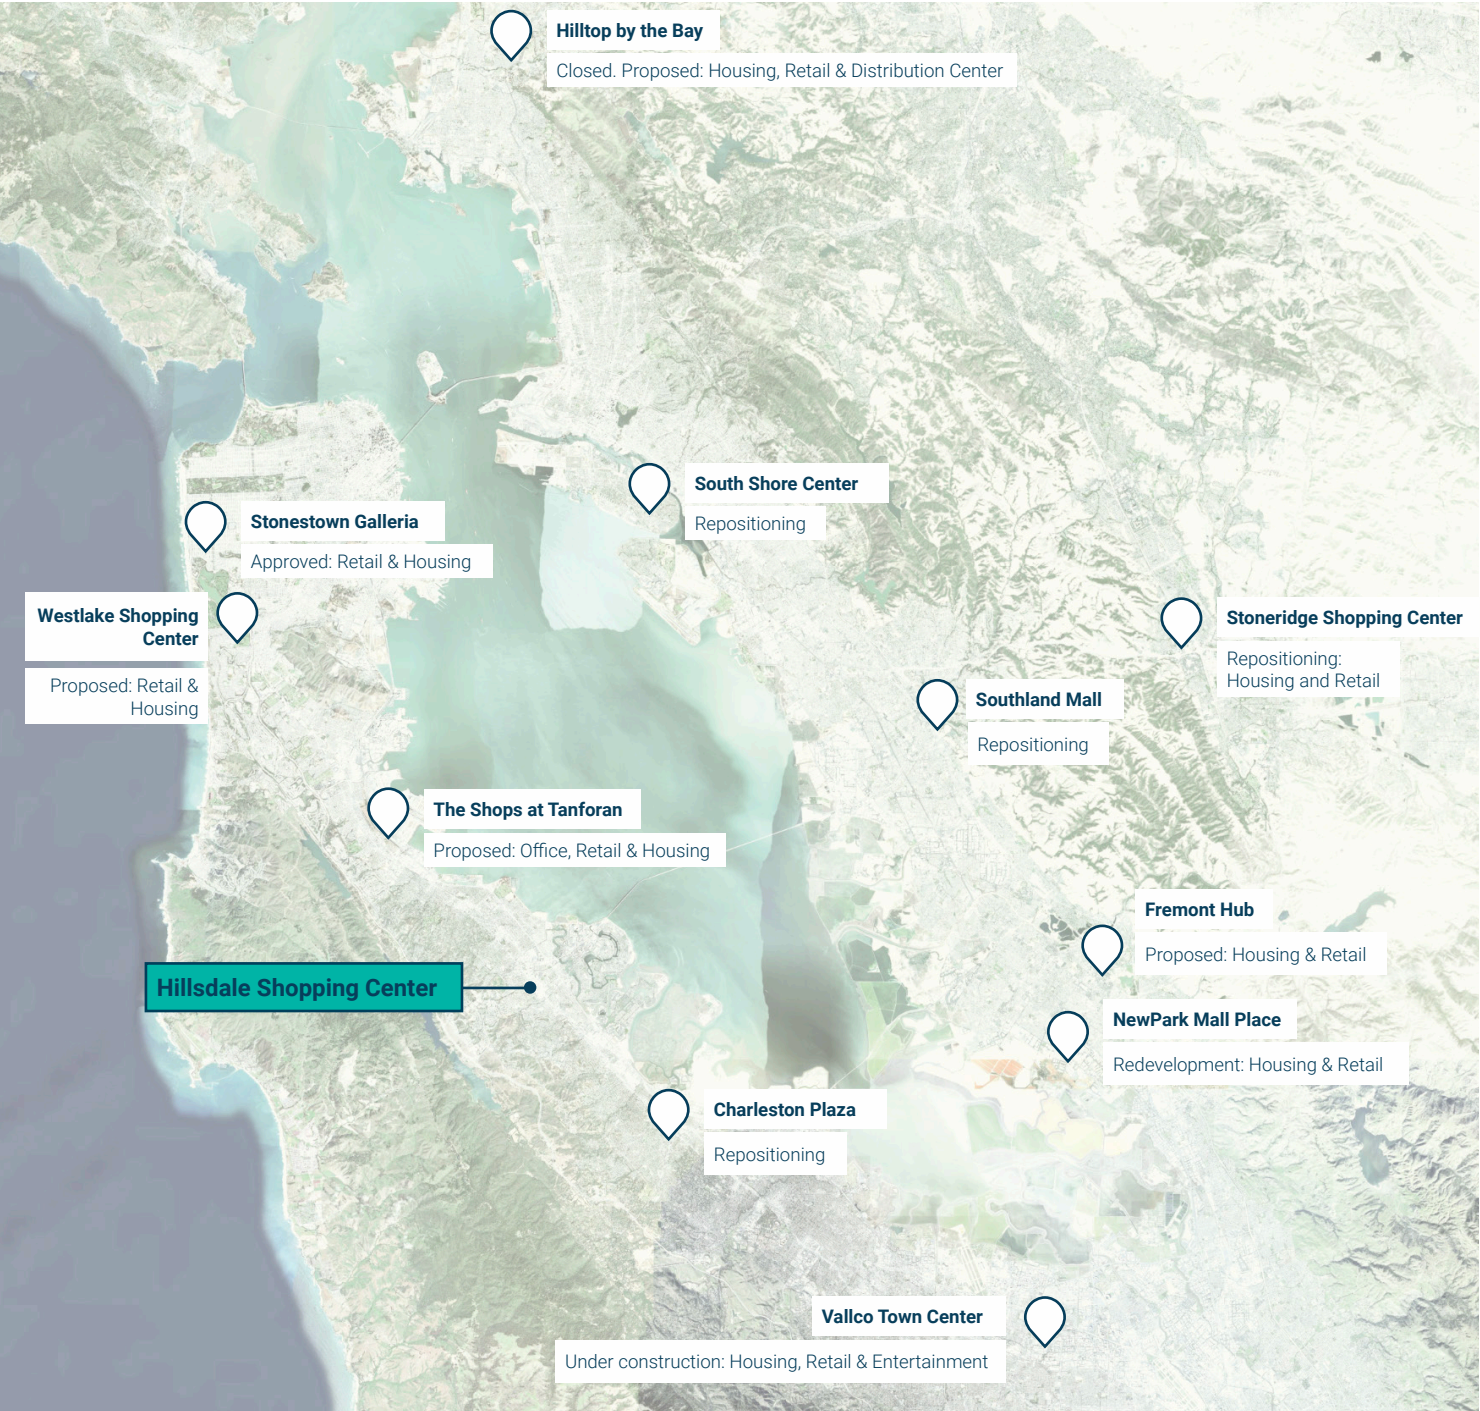 Hilltop by the Bay
Closed. Proposed: Housing, Retail & Distribution Center
South Shore Center
Repositioning
Stonestown Galleria
Approved: Retail & Housing
Westlake Shopping
Center
Proposed: Retail &
Housing
Stoneridge Shopping Center
Repositioning:
Housing and Retail
Southland Mall
Repositioning
The Shops at Tanforan
Proposed: Office, Retail & Housing
Fremont Hub
Proposed: Housing & Retail
Hillsdale Shopping Center
NewPark Mall Place
Redevelopment: Housing & Retail
Charleston Plaza
Repositioning
Vallco Town Center
Under construction: Housing, Retail & Entertainment